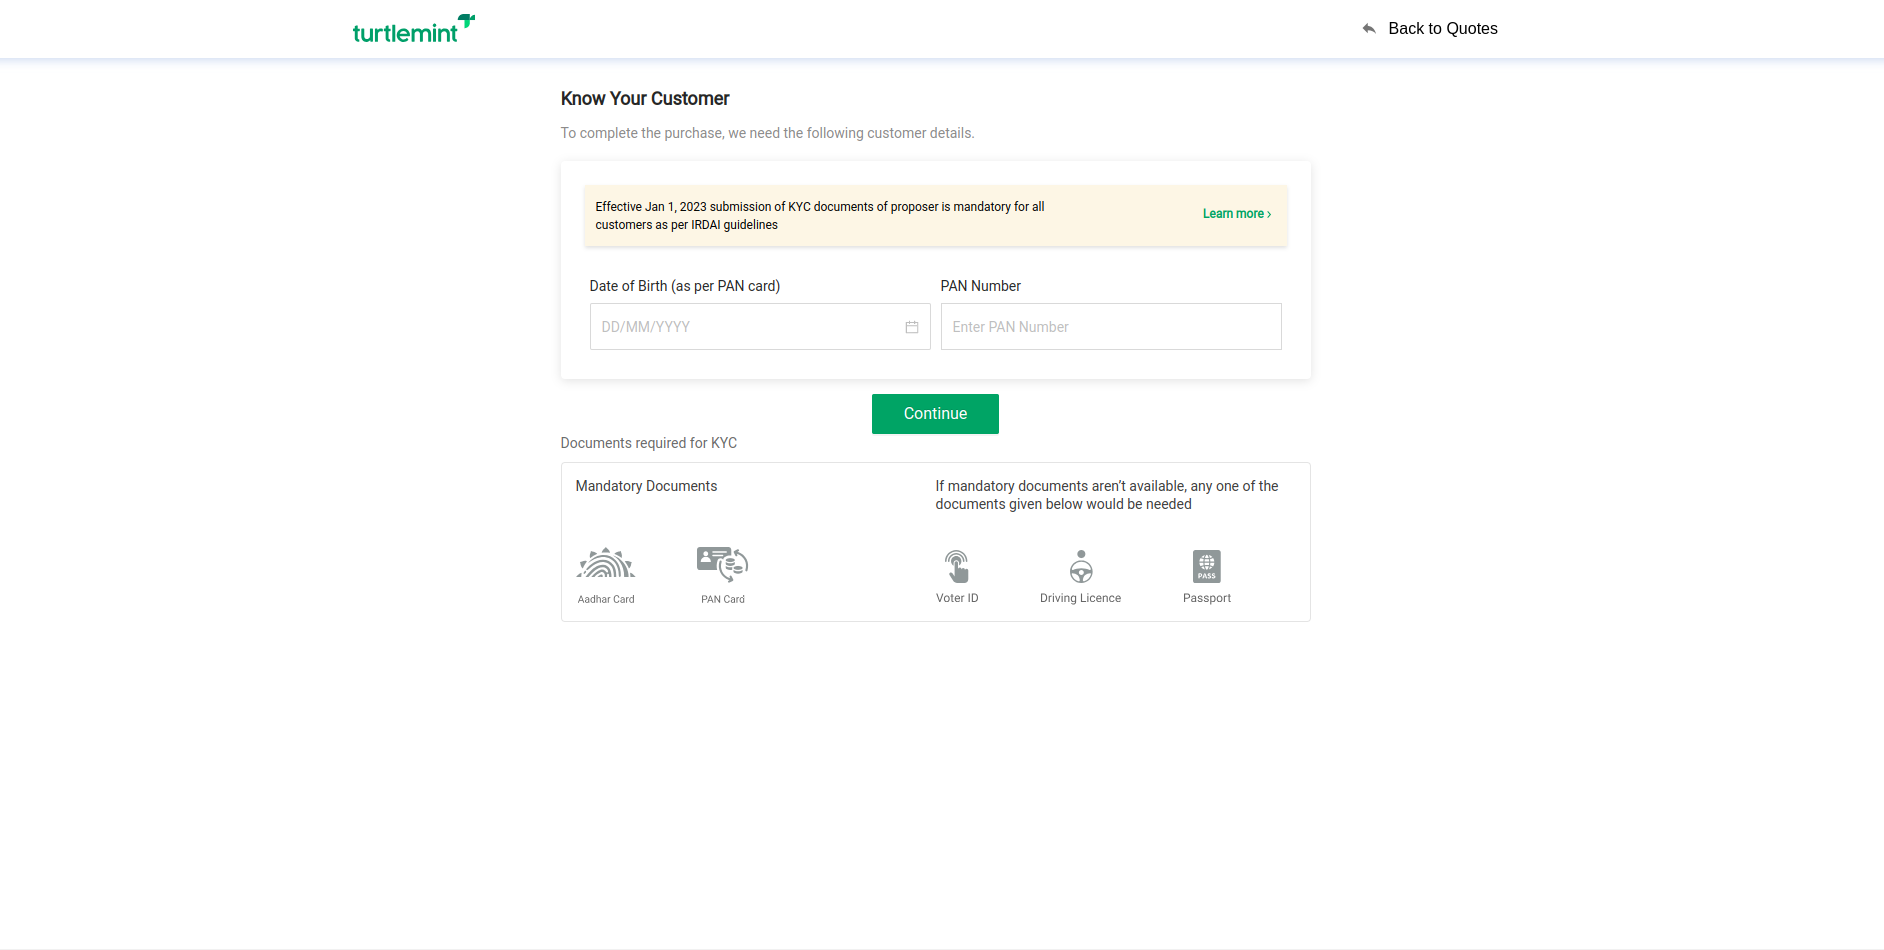 turtlemint
Back to Quotes
Know Your Customer
To complete the purchase, we need the following customer details.
Effective Jan 1, 2023 submission of KYC documents of proposer is mandatory for all
customers as per IRDAI guidelines
Learn more ›
Date of Birth (as per PAN card)
PAN Number
DD/MM/YYYY
Enter PAN Number
Continue
Documents required for KYC
Mandatory Documents
If mandatory documents aren’t available, any one of the
documents given below would be needed
PASS
Aadhar Card
PAN Card
Voter ID
Driving Licence
Passport